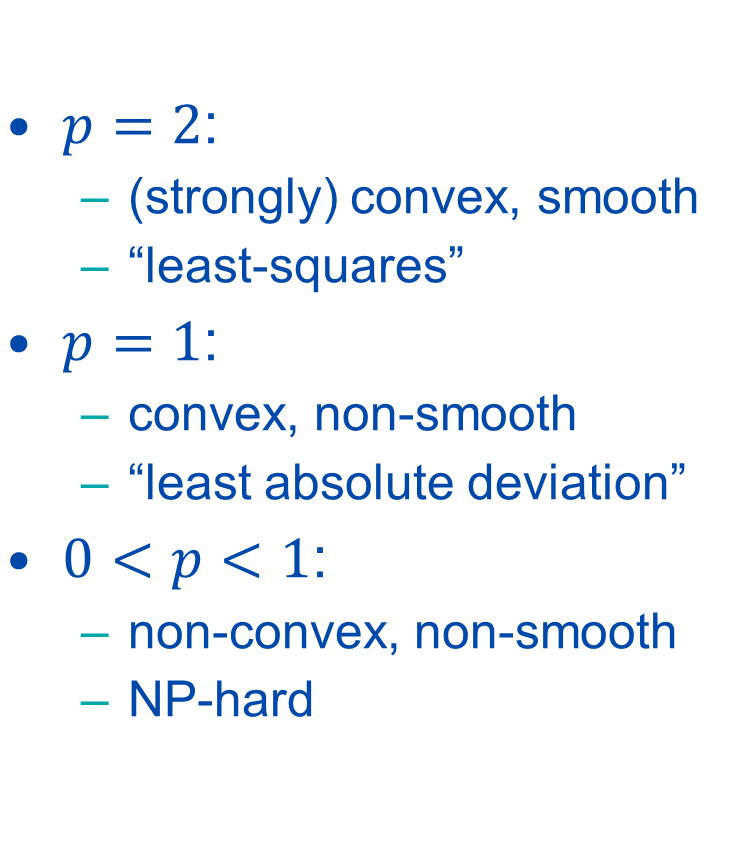 • p = 2:
– (strongly) convex, smooth
– “least-squares”
• p = 1:
– convex, non-smooth
– “least absolute deviation”
• 0 < p < 1:
– non-convex, non-smooth
– NP-hard